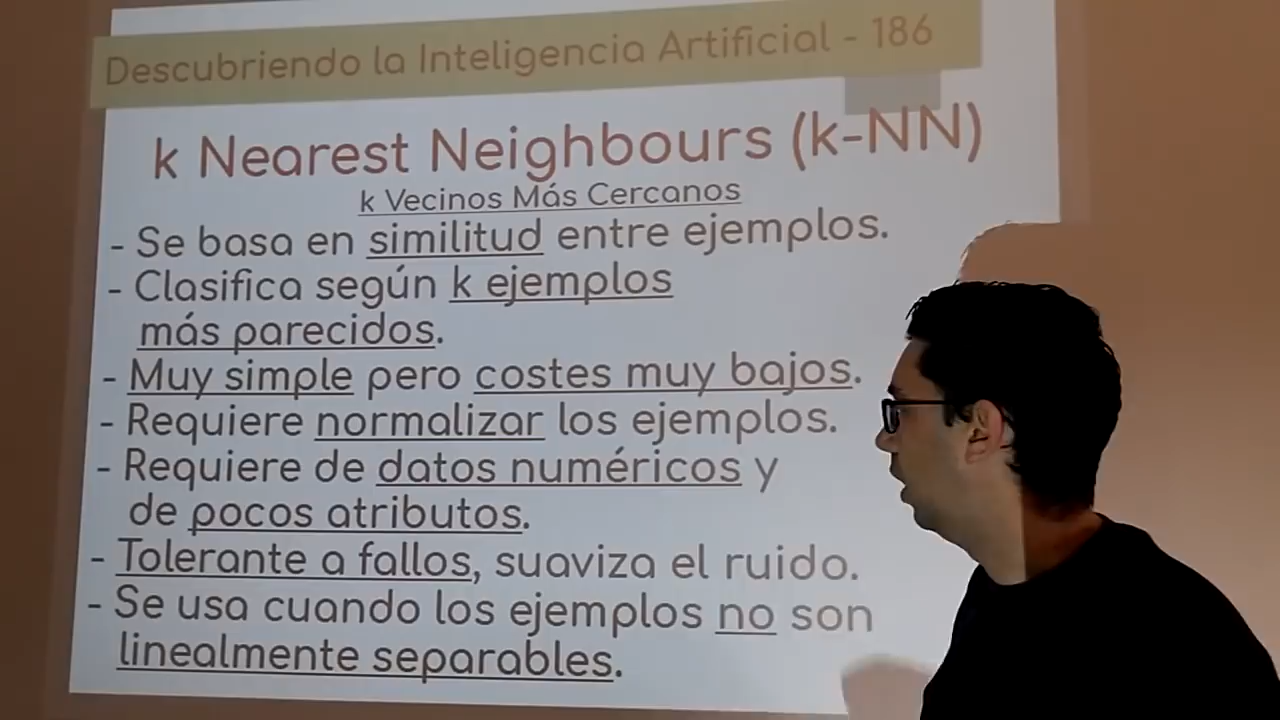 Descubriendo la Inteligencia Artificial - 186
k Nearest Neighbours (k-NN)
k Vecinos Más Cercanos
- Se basa en similitud entre ejemplos.
- Clasifica según k ejemplos
más parecidos.
- Muy simple pero costes muy bajos.
- Requiere normalizar los ejemplos.
- Requiere de datos numéricos y
de pocos atributos.
- Tolerante a fallos, suaviza el ruido.
- Se usa cuando los ejemplos no son
linealmente separables.